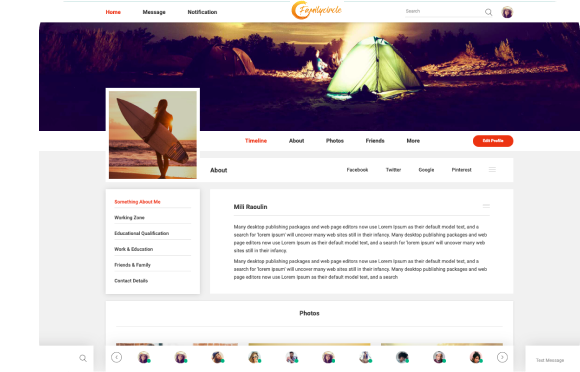 Home Message Notification Familycircle Search
Timeline About Photos Friends More Edit Profile
About Facebook Twitter Google Pinterest
Something About Me
Working Zone
Educational Qualification
Work & Education
Friends & Family
Contact Details
Mili Raoulin
Many desktop publishing packages and web page editors now use Lorem Ipsum as their default model text, and a
search for 'lorem ipsum' will uncover many web sites still in their infancy. Many desktop publishing packages and web
page editors now use Lorem Ipsum as their default model text, and a search for 'lorem ipsum' will uncover many web
sites still in their infancy.
Many desktop publishing packages and web page editors now use Lorem Ipsum as their default model text, and a
search for 'lorem ipsum' will uncover many web sites still in their infancy. Many desktop publishing packages and web
page editors now use Lorem Ipsum as their default model text, and a search
Photos
Text Message